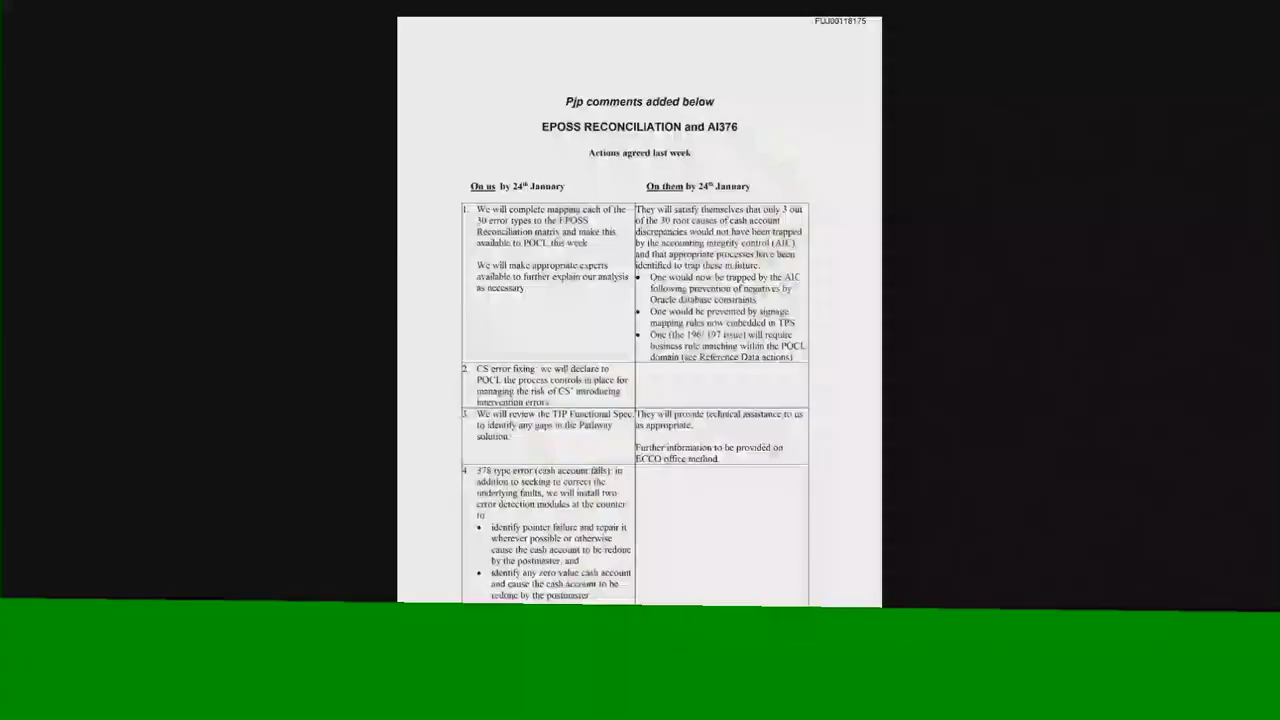 FUJ00118175
Pjp comments added below
EPOSS RECONCILIATION and AI376
Actions agreed last week
On us by 24th January
On them by 24th January
1. We will complete mapping each of the
30 error types to the EPOSS
Reconciliation matrix and make this
available to POCL this week
We will make appropriate experts
available to further explain our analysis
as necessary
They will satisfy themselves that only 3 out
of the 30 root causes of cash account
discrepancies would not have been trapped
by the accounting integrity control (AIC)
and that appropriate processes have been
identified to trap these in future.
• One would now be trapped by the AIC
following prevention of negatives by
Oracle database constraints
• One would be prevented by signage
mapping rules now embedded in TPS
• One (the 196/ 197 issue) will require
business rule matching within the POCL
domain (see Reference Data actions)
2. CS error fixing: we will declare to
POCL the process controls in place for
managing the risk of CS' introducing
intervention errors
3. We will review the TIP Functional Spec.
to identify any gaps in the Pathway
solution.
They will provide technical assistance to us
as appropriate.
Further information to be provided on
ECCO office method.
4 378 type error (cash account fails): in
addition to seeking to correct the
underlying faults, we will install two
error detection modules at the counter
to
• identify pointer failure and repair it
wherever possible or otherwise
cause the cash account to be redone
by the postmaster, and
• identify any zero value cash account
and cause the cash account to be
redone by the postmaster